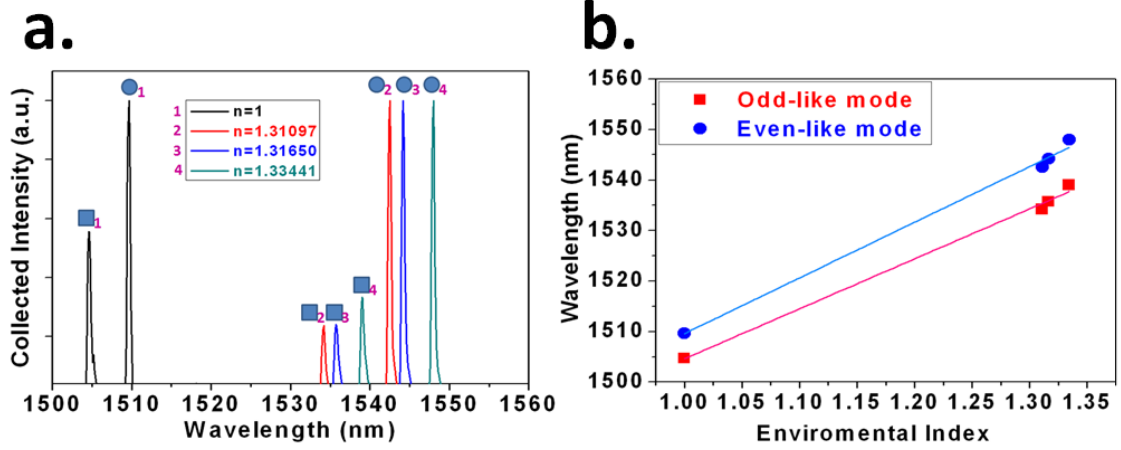 a.
Collected Intensity (a.u.)
1
1
2
3
4
1 n=1
2 n=1.31097
3 n=1.31650
4 n=1.33441
2
3
4
1500 1510 1520 1530 1540 1550 1560
Wavelength (nm)
b.
Wavelength (nm)
1560
1550
1540
1530
1520
1510
1500
Odd-like mode
Even-like mode
1.00 1.05 1.10 1.15 1.20 1.25 1.30 1.35
Enviromental Index